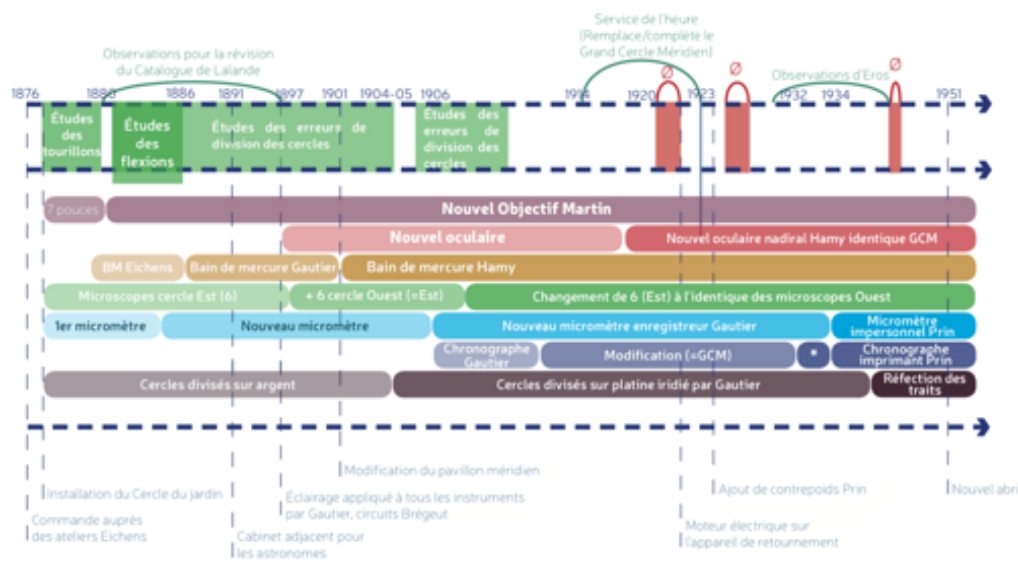 Service de l'heure
(Remplace/complète le
Grand Cercle Méridien)
Observations pour la révision
du Catalogue de Lalande
Observations d'Eros
Ø
Ø
Ø
1876
1880
1886
1891
1897
1901
1904-05
1906
1914
1920
1923
1932
1934
1951
Études
des
tourillons
Études
des
flexions
Études des erreurs de
division des cercles
Études des
erreurs de
division des
cercles
7 pouces
Nouvel Objectif Martin
Nouvel oculaire
Nouvel oculaire nadiral Hamy identique GCM
BM Eichens
Bain de mercure Gautier
Bain de mercure Hamy
Microscopes cercle Est (6)
+ 6 cercle Ouest (=Est)
Changement de 6 (Est) à l'identique des microscopes Ouest
1er micromètre
Nouveau micromètre
Nouveau micromètre enregistreur Gautier
Micromètre
impersonnel Prin
Chronographe
Gautier
Modification (=GCM)
*
Chronographe
imprimant Prin
Cercles divisés sur argent
Cercles divisés sur platine iridié par Gautier
Réfection des
traits
Modification du pavillon méridien
Installation du Cercle du jardin
Éclairage appliqué à tous les instruments
par Gautier, circuits Brégeut
Ajout de contrepoids Prin
Nouvel abri
Commande auprès
des ateliers Eichens
Cabinet adjacent pour
les astronomes
Moteur électrique sur
l'appareil de retournement